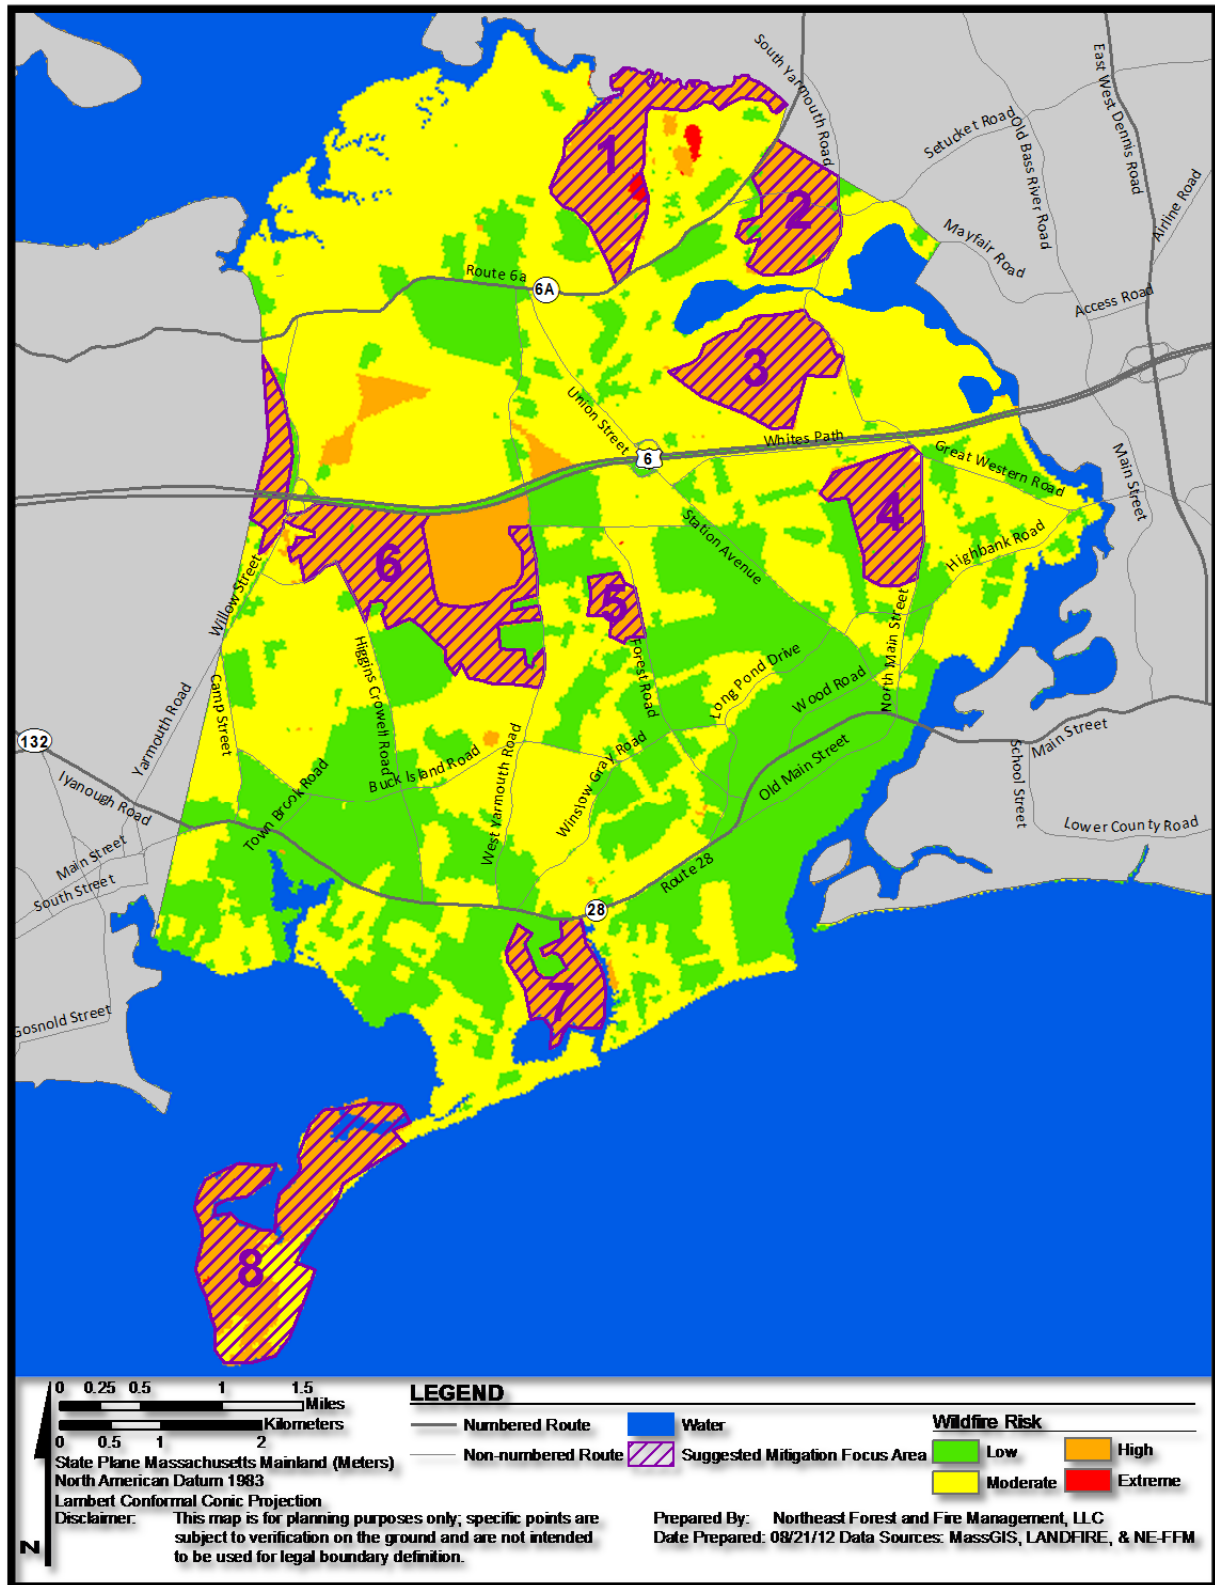 South Yarmouth Road
East West Dennis Road
Setucket Road
Old Bass River Road
Airline Road
Mayfair Road
Access Road
1
2
Route 6a
6A
3
Union Street
Whites Path
6
Great Western Road
Main Street
4
Station Avenue
Highbank Road
6
5
Willow Street
Forest Road
North Main Street
Higgins Crowell Road
Camp Street
Long Pond Drive
Wood Road
Yarmouth Road
132
Iyanough Road
Buck Island Road
West Yarmouth Road
Winslow Gray Road
Old Main Street
Main Street
School Street
Town Brook Road
Lower County Road
Main Street
South Street
Route 28
28
7
Gosnold Street
8
0 0.25 0.5 1 1.5
Miles
Kilometers
0 0.5 1 2
State Plane Massachusetts Mainland (Meters)
North American Datum 1983
Lambert Conformal Conic Projection
N
LEGEND
Numbered Route
Non-numbered Route
Water
Suggested Mitigation Focus Area
Wildfire Risk
Low
High
Moderate
Extreme
Disclaimer: This map is for planning purposes only; specific points are
subject to verification on the ground and are not intended
to be used for legal boundary definition.
Prepared By: Northeast Forest and Fire Management, LLC
Date Prepared: 08/21/12 Data Sources: MassGIS, LANDFIRE, & NE-FFM